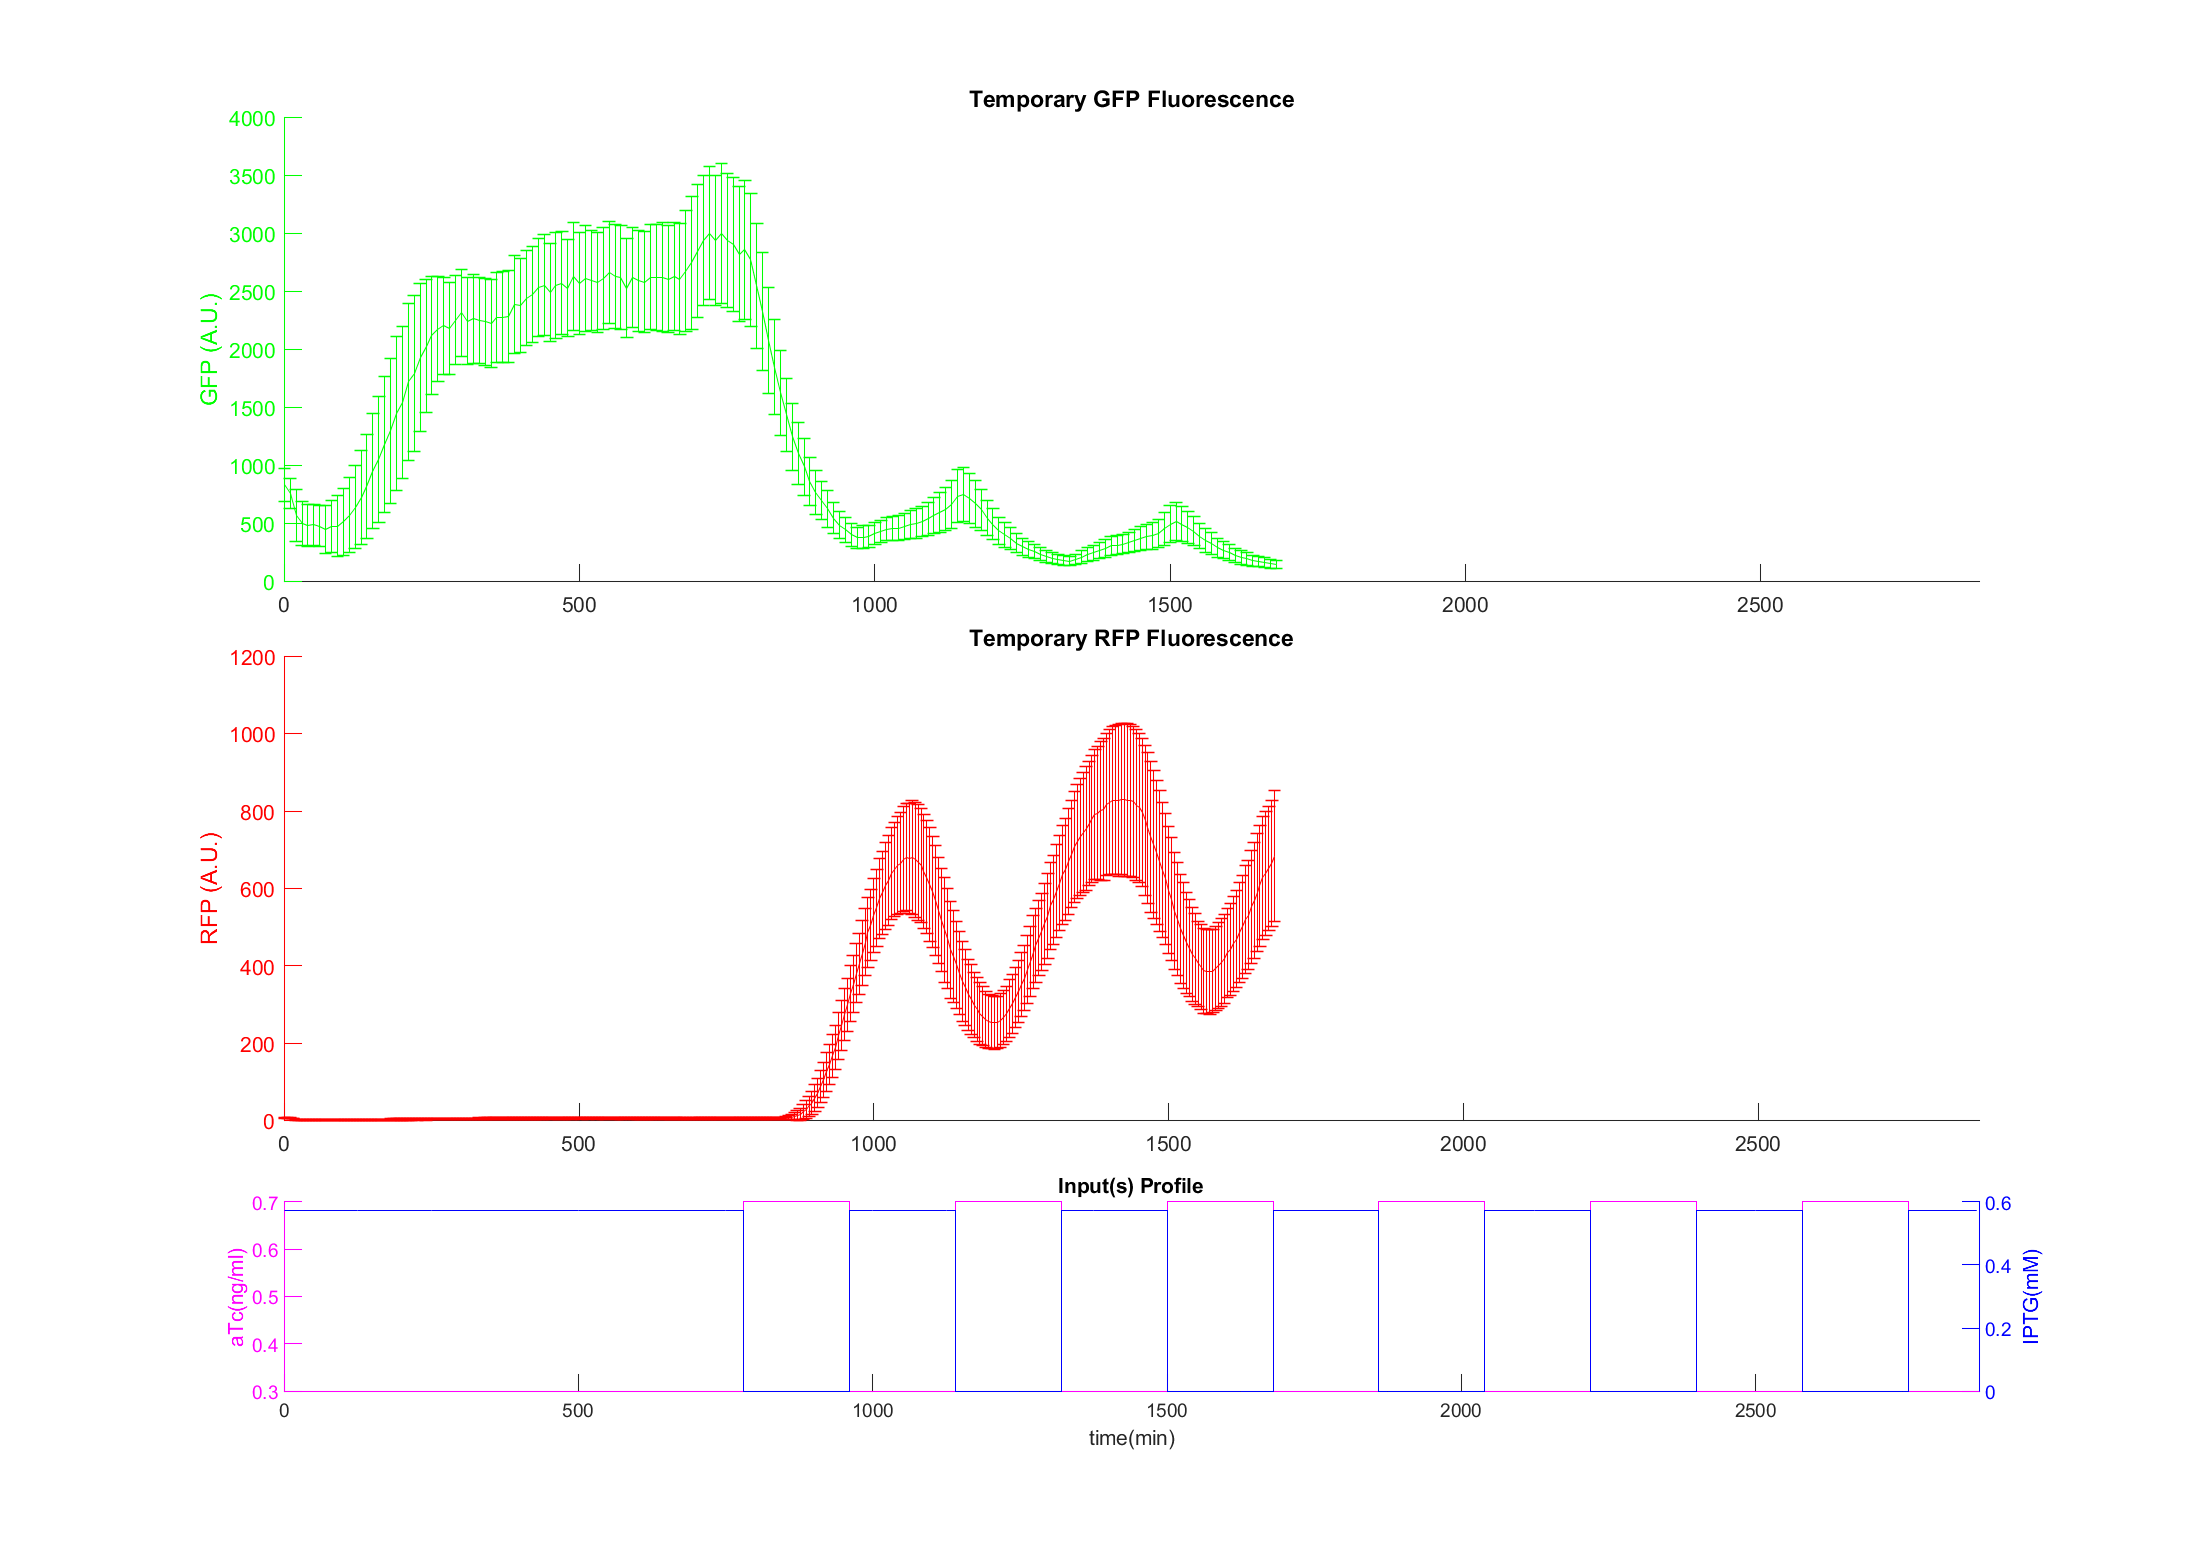 Temporary GFP Fluorescence
4000
3500
3000
2500
2000
1500
1000
500
0
GFP (A.U.)
0 500 1000 1500 2000 2500
Temporary RFP Fluorescence
1200
1000
800
600
400
200
0
RFP (A.U.)
0 500 1000 1500 2000 2500
Input(s) Profile
0.7
0.6
0.5
0.4
0.3
aTc(ng/ml)
0.6
0.4
0.2
0
IPTG(mM)
0 500 1000 1500 2000 2500
time(min)